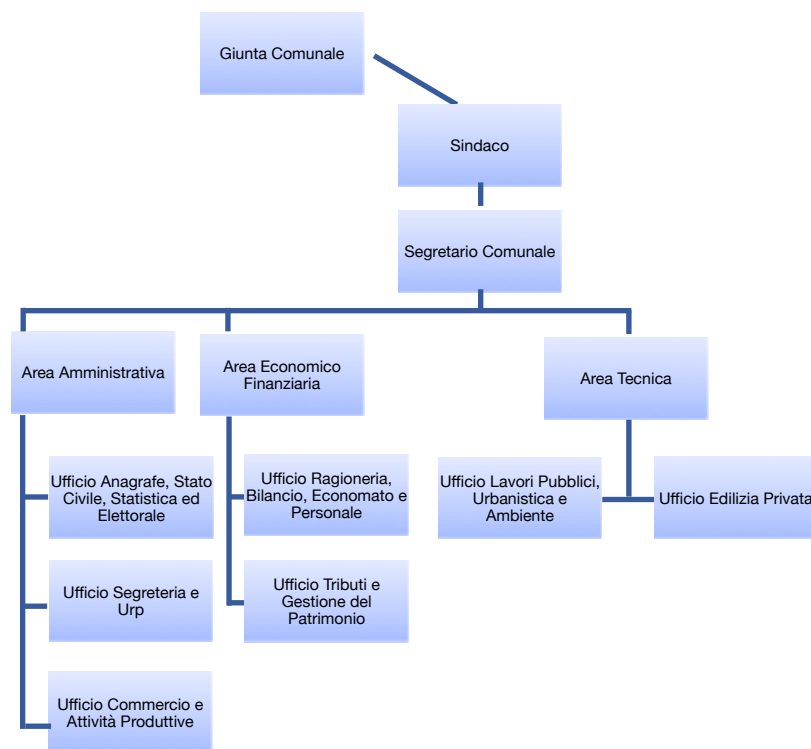 Giunta Comunale
Sindaco
Segretario Comunale
Area Amministrativa
Area Economico
Finanziaria
Area Tecnica
Ufficio Anagrafe, Stato
Civile, Statistica ed
Elettorale
Ufficio Ragioneria,
Bilancio, Economato e
Personale
Ufficio Lavori Pubblici,
Urbanistica e
Ambiente
Ufficio Edilizia Privata
Ufficio Segreteria e
Urp
Ufficio Tributi e
Gestione del
Patrimonio
Ufficio Commercio e
Attività Produttive